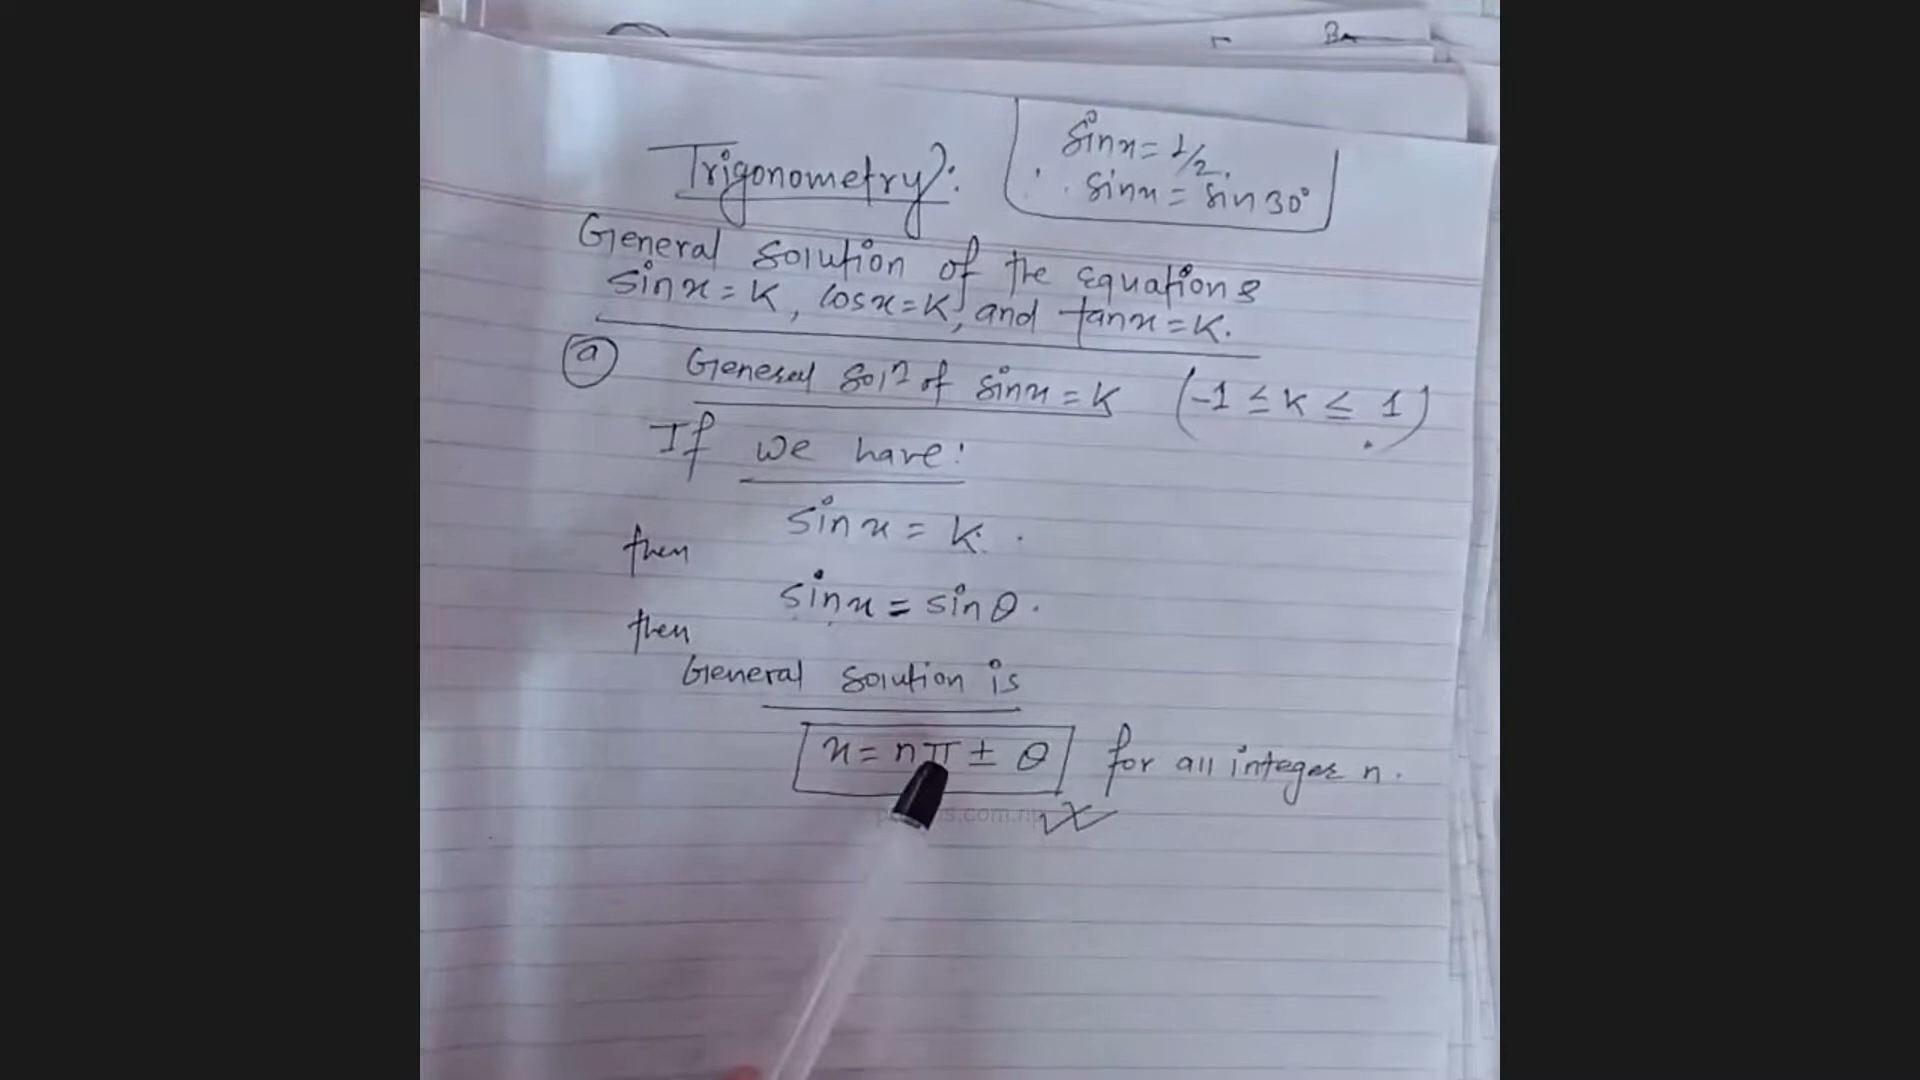 Trigonometry:
sinx = 1/2.
∴ sinx = sin30°
General solution of the equations
sinx = K, cosx = K, and tanx = K.
(a) General solⁿ of sinx = K (-1 ≤ K ≤ 1)
If we have:
sinx = K.
then
sinx = sinθ.
then
General solution is
x = nπ ± θ for all integer n.